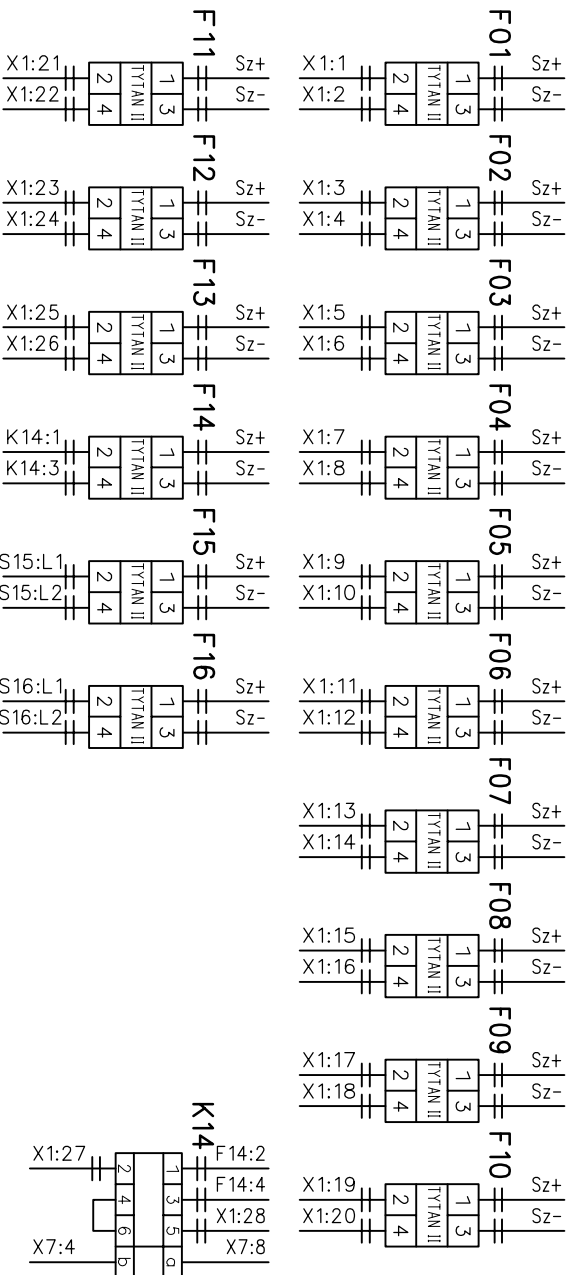 F01
Sz+
Sz-
1 3
TYTAN II
2 4
X1:1
X1:2
F02
Sz+
Sz-
1 3
TYTAN II
2 4
X1:3
X1:4
F03
Sz+
Sz-
1 3
TYTAN II
2 4
X1:5
X1:6
F04
Sz+
Sz-
1 3
TYTAN II
2 4
X1:7
X1:8
F05
Sz+
Sz-
1 3
TYTAN II
2 4
X1:9
X1:10
F06
Sz+
Sz-
1 3
TYTAN II
2 4
X1:11
X1:12
F07
Sz+
Sz-
1 3
TYTAN II
2 4
X1:13
X1:14
F08
Sz+
Sz-
1 3
TYTAN II
2 4
X1:15
X1:16
F09
Sz+
Sz-
1 3
TYTAN II
2 4
X1:17
X1:18
F10
Sz+
Sz-
1 3
TYTAN II
2 4
X1:19
X1:20
F11
Sz+
Sz-
1 3
TYTAN II
2 4
X1:21
X1:22
F12
Sz+
Sz-
1 3
TYTAN II
2 4
X1:23
X1:24
F13
Sz+
Sz-
1 3
TYTAN II
2 4
X1:25
X1:26
F14
Sz+
Sz-
1 3
TYTAN II
2 4
K14:1
K14:3
F15
Sz+
Sz-
1 3
TYTAN II
2 4
S15:L1
S15:L2
F16
Sz+
Sz-
1 3
TYTAN II
2 4
S16:L1
S16:L2
K14
F14:2
F14:4
X1:28
X7:8
1 3 5 a
2 4 6 b
X1:27
X7:4